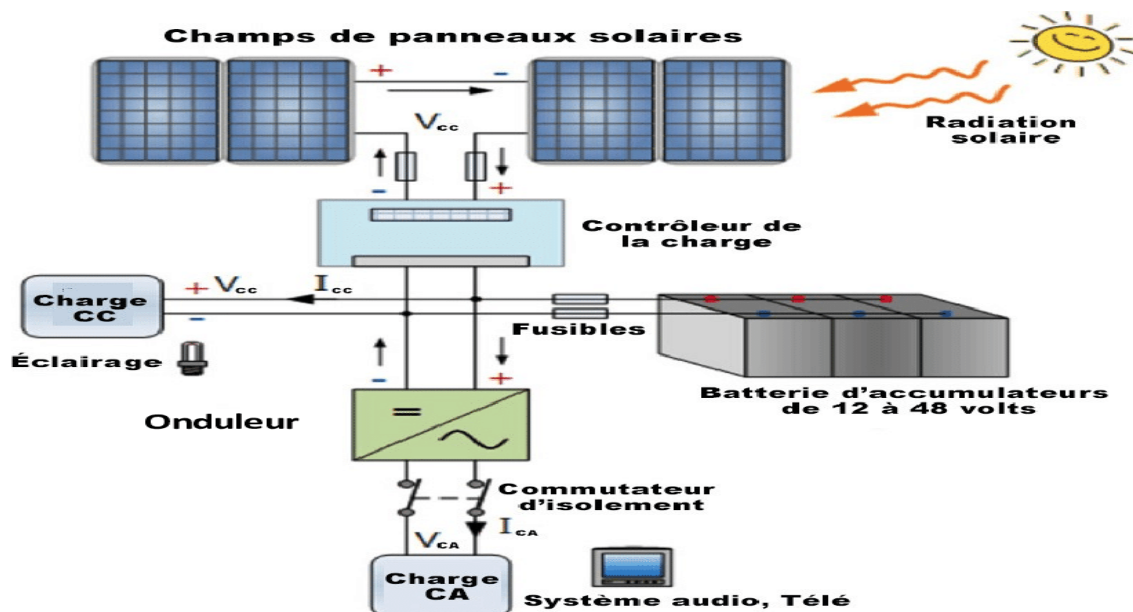 Champs de panneaux solaires
+
-
Vcc
Radiation
solaire
-
+
Contrôleur de
la charge
+
Vcc
Icc
Charge
CC
-
Fusibles
Éclairage
-
+
Batterie d'accumulateurs
de 12 à 48 volts
Onduleur
Commutateur
d'isolement
ICA
VCA
Charge
CA
Système audio, Télé